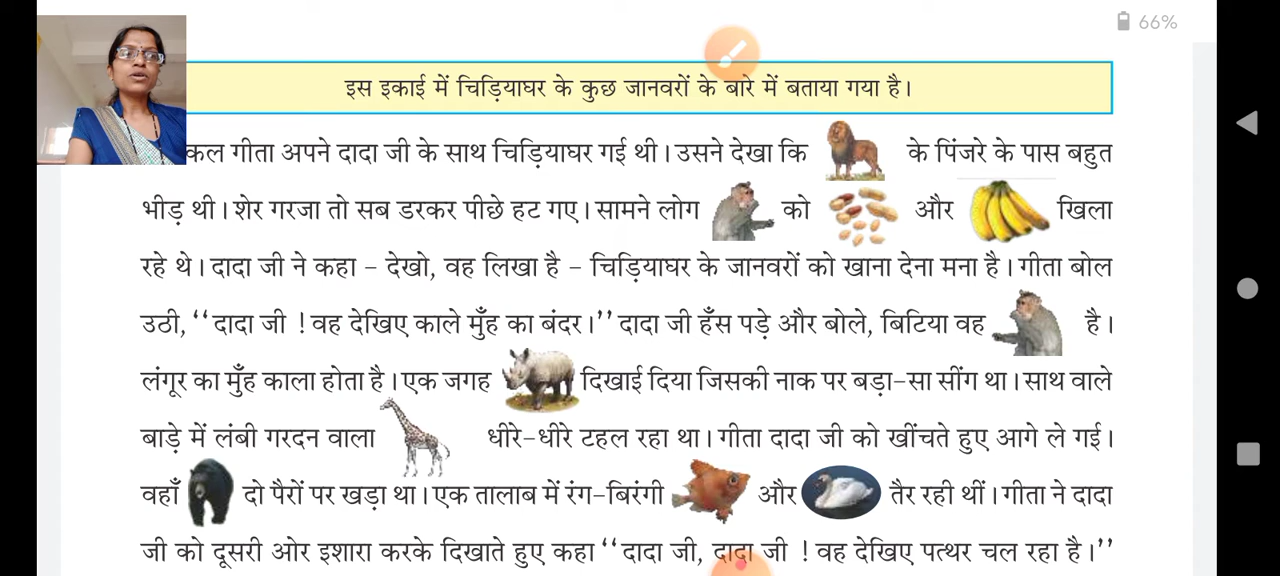 66%
इस इकाई में चिड़ियाघर के कुछ जानवरों के बारे में बताया गया है।
कल गीता अपने दादा जी के साथ चिड़ियाघर गई थी। उसने देखा कि के पिंजरे के पास बहुत
भीड़ थी। शेर गरजा तो सब डरकर पीछे हट गए। सामने लोग को और खिला
रहे थे। दादा जी ने कहा – देखो, वह लिखा है – चिड़ियाघर के जानवरों को खाना देना मना है। गीता बोल
उठी, ‘‘दादा जी ! वह देखिए काले मुँह का बंदर।’’ दादा जी हँस पड़े और बोले, बिटिया वह है।
लंगूर का मुँह काला होता है। एक जगह दिखाई दिया जिसकी नाक पर बड़ा-सा सींग था। साथ वाले
बाड़े में लंबी गरदन वाला धीरे-धीरे टहल रहा था। गीता दादा जी को खींचते हुए आगे ले गई।
वहाँ दो पैरों पर खड़ा था। एक तालाब में रंग-बिरंगी और तैर रही थीं। गीता ने दादा
जी को दूसरी ओर इशारा करके दिखाते हुए कहा ‘‘दादा जी, दादा जी ! वह देखिए पत्थर चल रहा है।’’